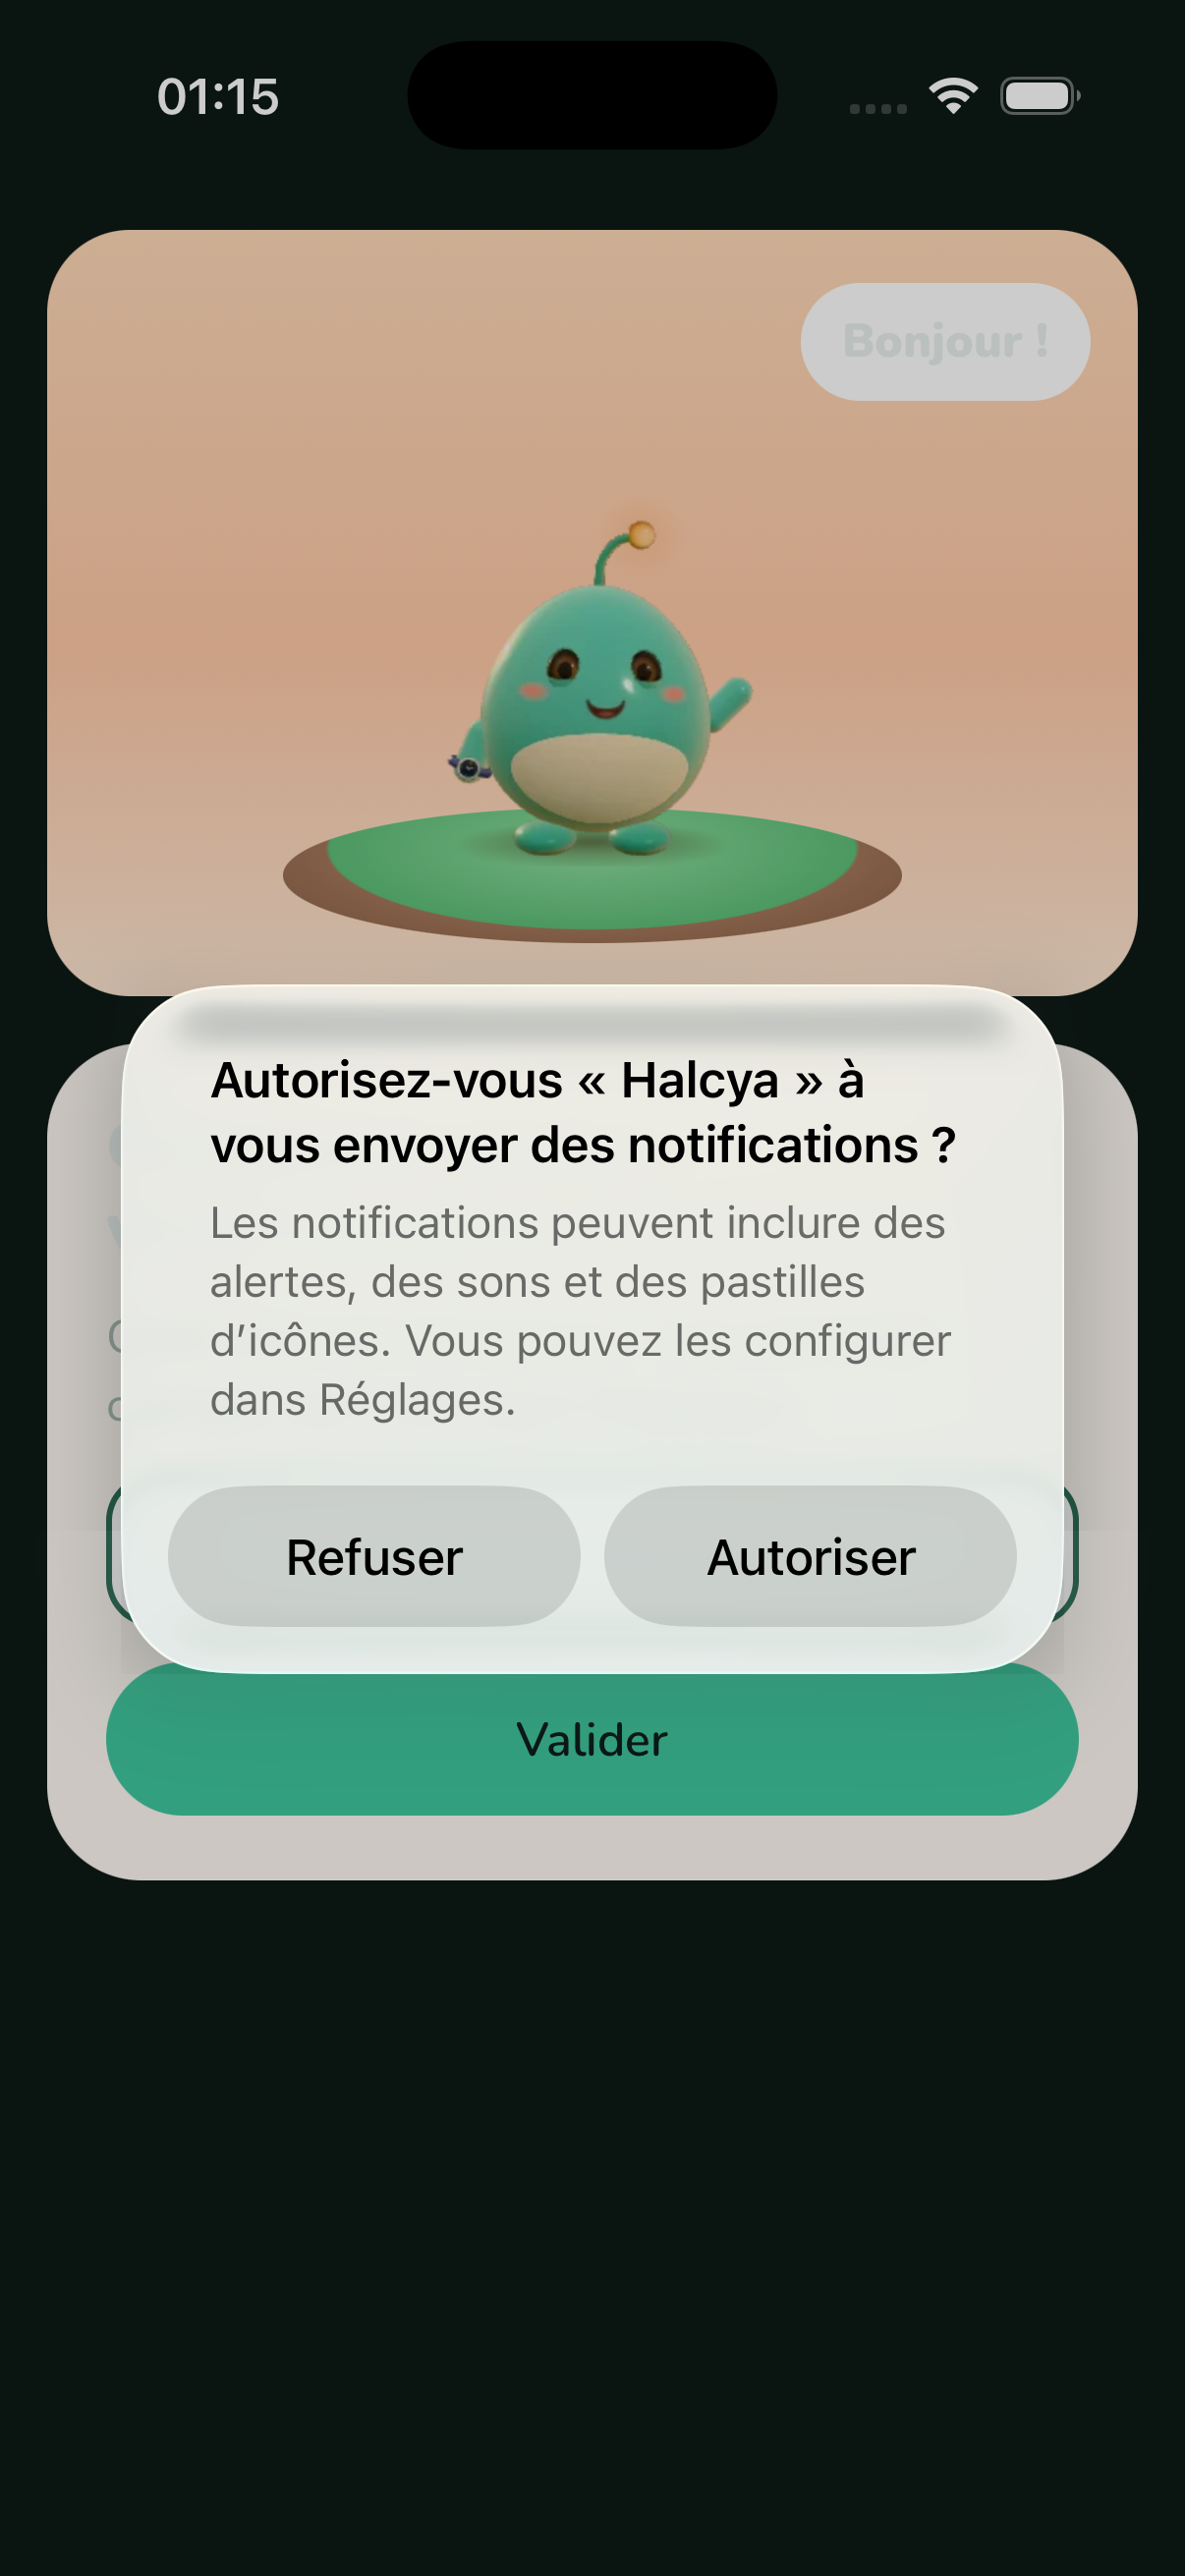 01:15
Bonjour !
Autorisez-vous « Halcya » à
vous envoyer des notifications ?
Les notifications peuvent inclure des
alertes, des sons et des pastilles
d’icônes. Vous pouvez les configurer
dans Réglages.
Refuser
Autoriser
Valider